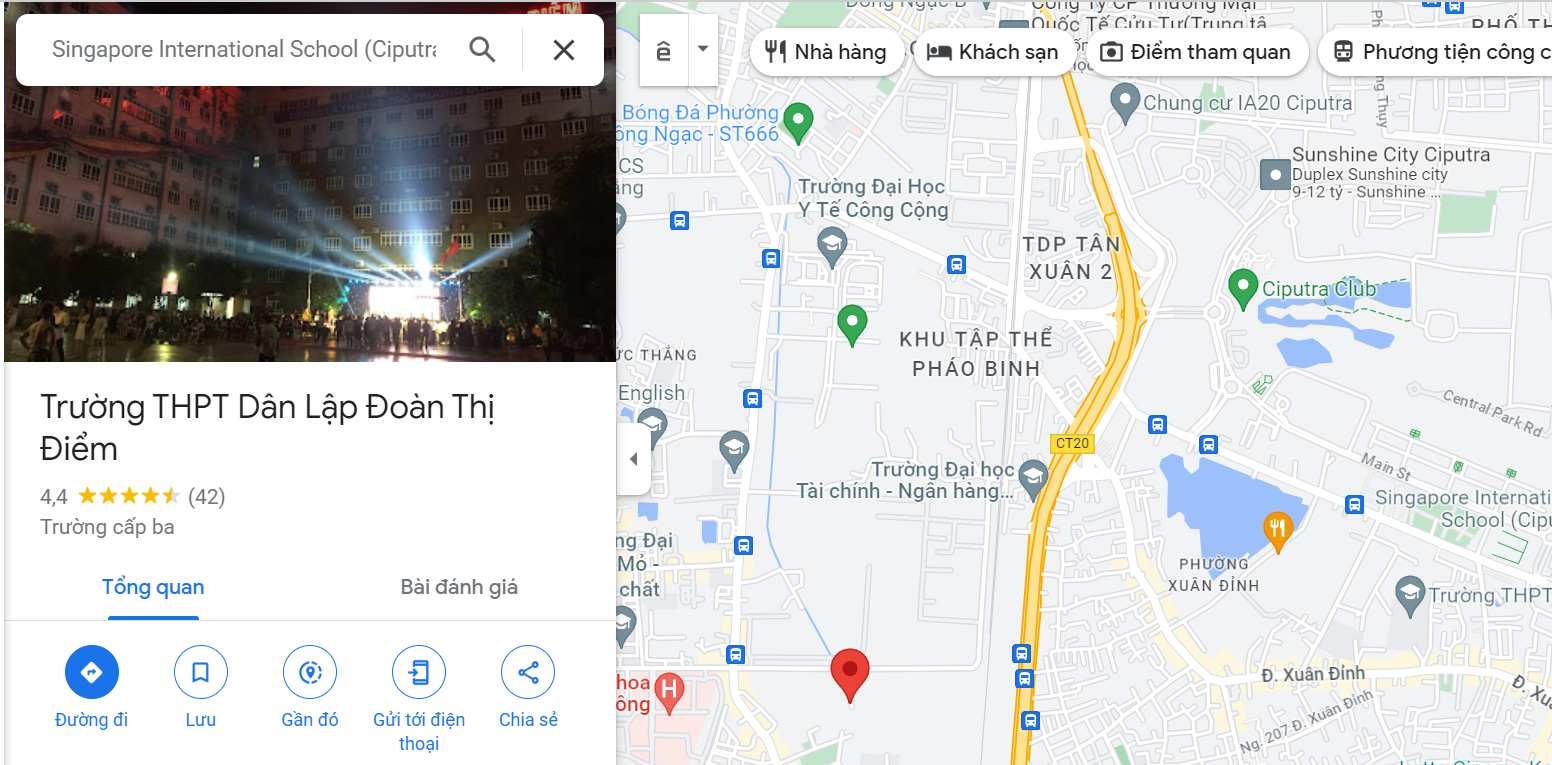 Singapore International School (Ciputra
Trường THPT Dân Lập Đoàn Thị
Điểm
4,4
(42)
Trường cấp ba
Tổng quan
Bài đánh giá
Đường đi
Lưu
Gần đó
Gửi tới điện
thoại
Chia sẻ
ê
Nhà hàng
Khách sạn
Điểm tham quan
Phương tiện công c
Công Ty CP Thương Mại
Quốc Tế Cửu Tư(Trung tâ
PHỐ TH
Bóng Đá Phường
ông Ngạc - ST666
Chung cư IA20 Ciputra
CS
Sunshine City Ciputra
Duplex Sunshine city
9-12 tỷ - Sunshine ...
Trường Đại Học
Y Tế Công Cộng
TDP TÂN
XUÂN 2
Ciputra Club
KHU TẬP THỂ
PHÁO BINH
ỨC THẮNG
English
Central Park Rd
CT20
Main St
Trường Đại học
Tài chính - Ngân hàng...
Singapore Internati
School (Cipu
ng Đại
Mỏ -
chất
PHƯỜNG
XUÂN ĐỈNH
Trường THPT
Đ. Xuân Đỉnh
Đ. Xu
hoa
ông
H
Ng. 207 Đ. Xuân Đỉnh